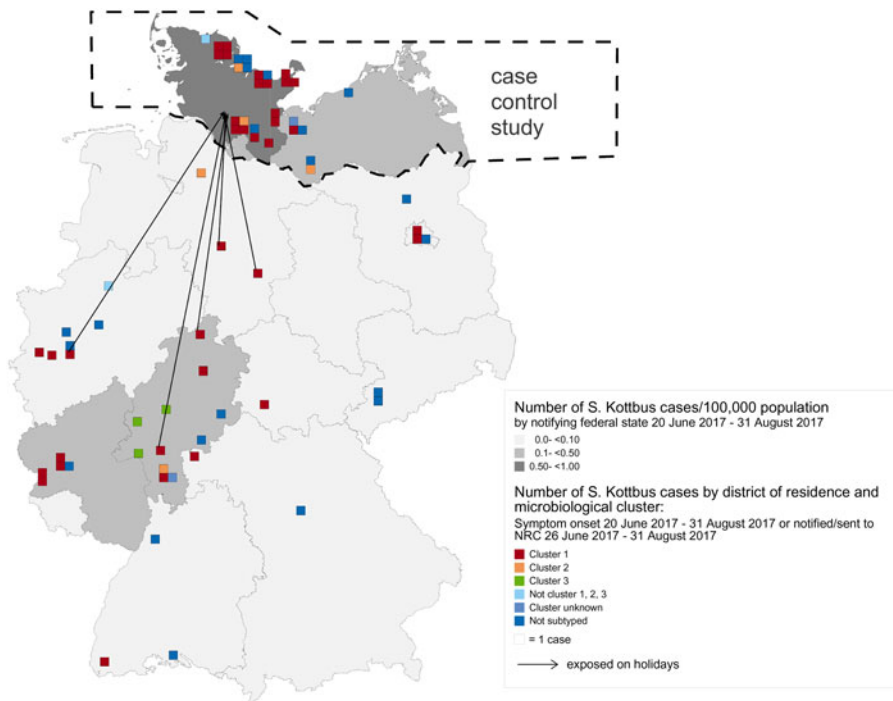 case
control
study
Number of S. Kottbus cases/100,000 population
by notifying federal state 20 June 2017 - 31 August 2017
0.0- <0.10
0.1- <0.50
0.50- <1.00
Number of S. Kottbus cases by district of residence and
microbiological cluster:
Symptom onset 20 June 2017 - 31 August 2017 or notified/sent to
NRC 26 June 2017 - 31 August 2017
Cluster 1
Cluster 2
Cluster 3
Not cluster 1, 2, 3
Cluster unknown
Not subtyped
= 1 case
exposed on holidays